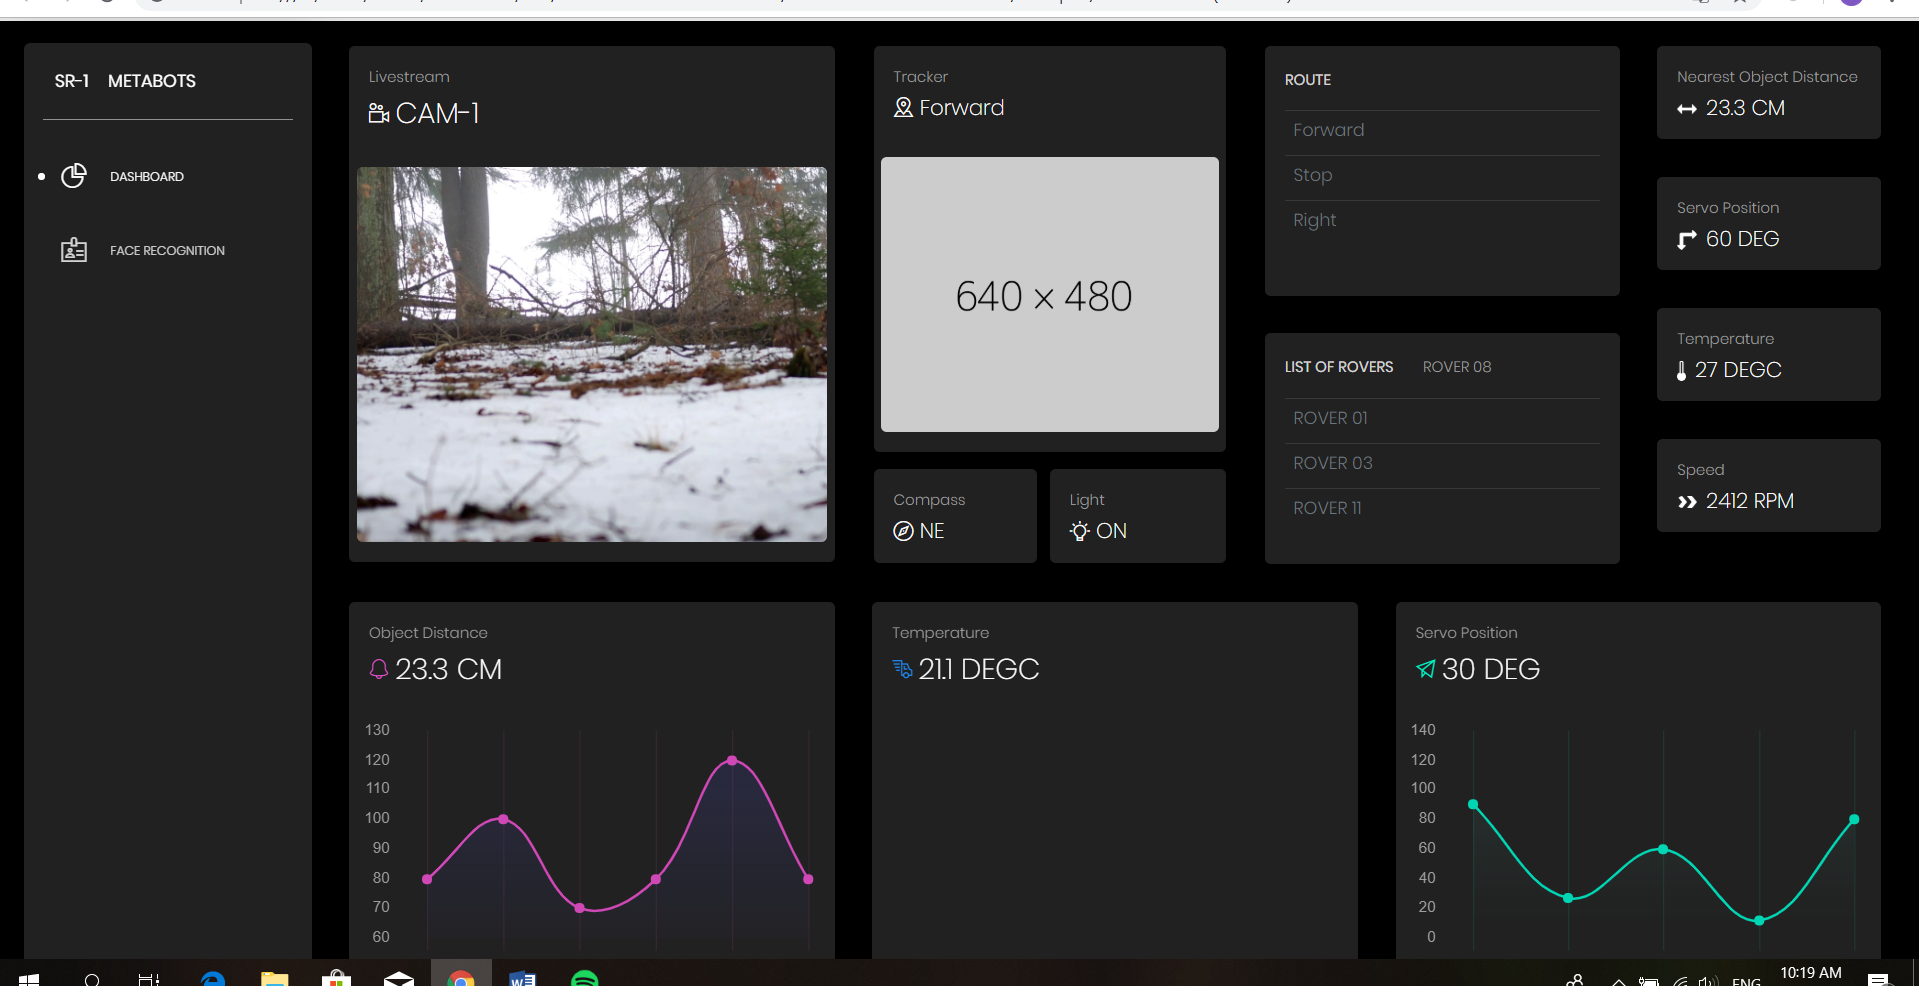 SR-1 METABOTS
DASHBOARD
FACE RECOGNITION
Livestream
CAM-1
Tracker
Forward
640 × 480
Compass
NE
Light
ON
ROUTE
Forward
Stop
Right
LIST OF ROVERS ROVER 08
ROVER 01
ROVER 03
ROVER 11
Nearest Object Distance
23.3 CM
Servo Position
60 DEG
Temperature
27 DEGC
Speed
2412 RPM
Object Distance
23.3 CM
130
120
110
100
90
80
70
60
Temperature
21.1 DEGC
Servo Position
30 DEG
140
120
100
80
60
40
20
0
ENG
10:19 AM